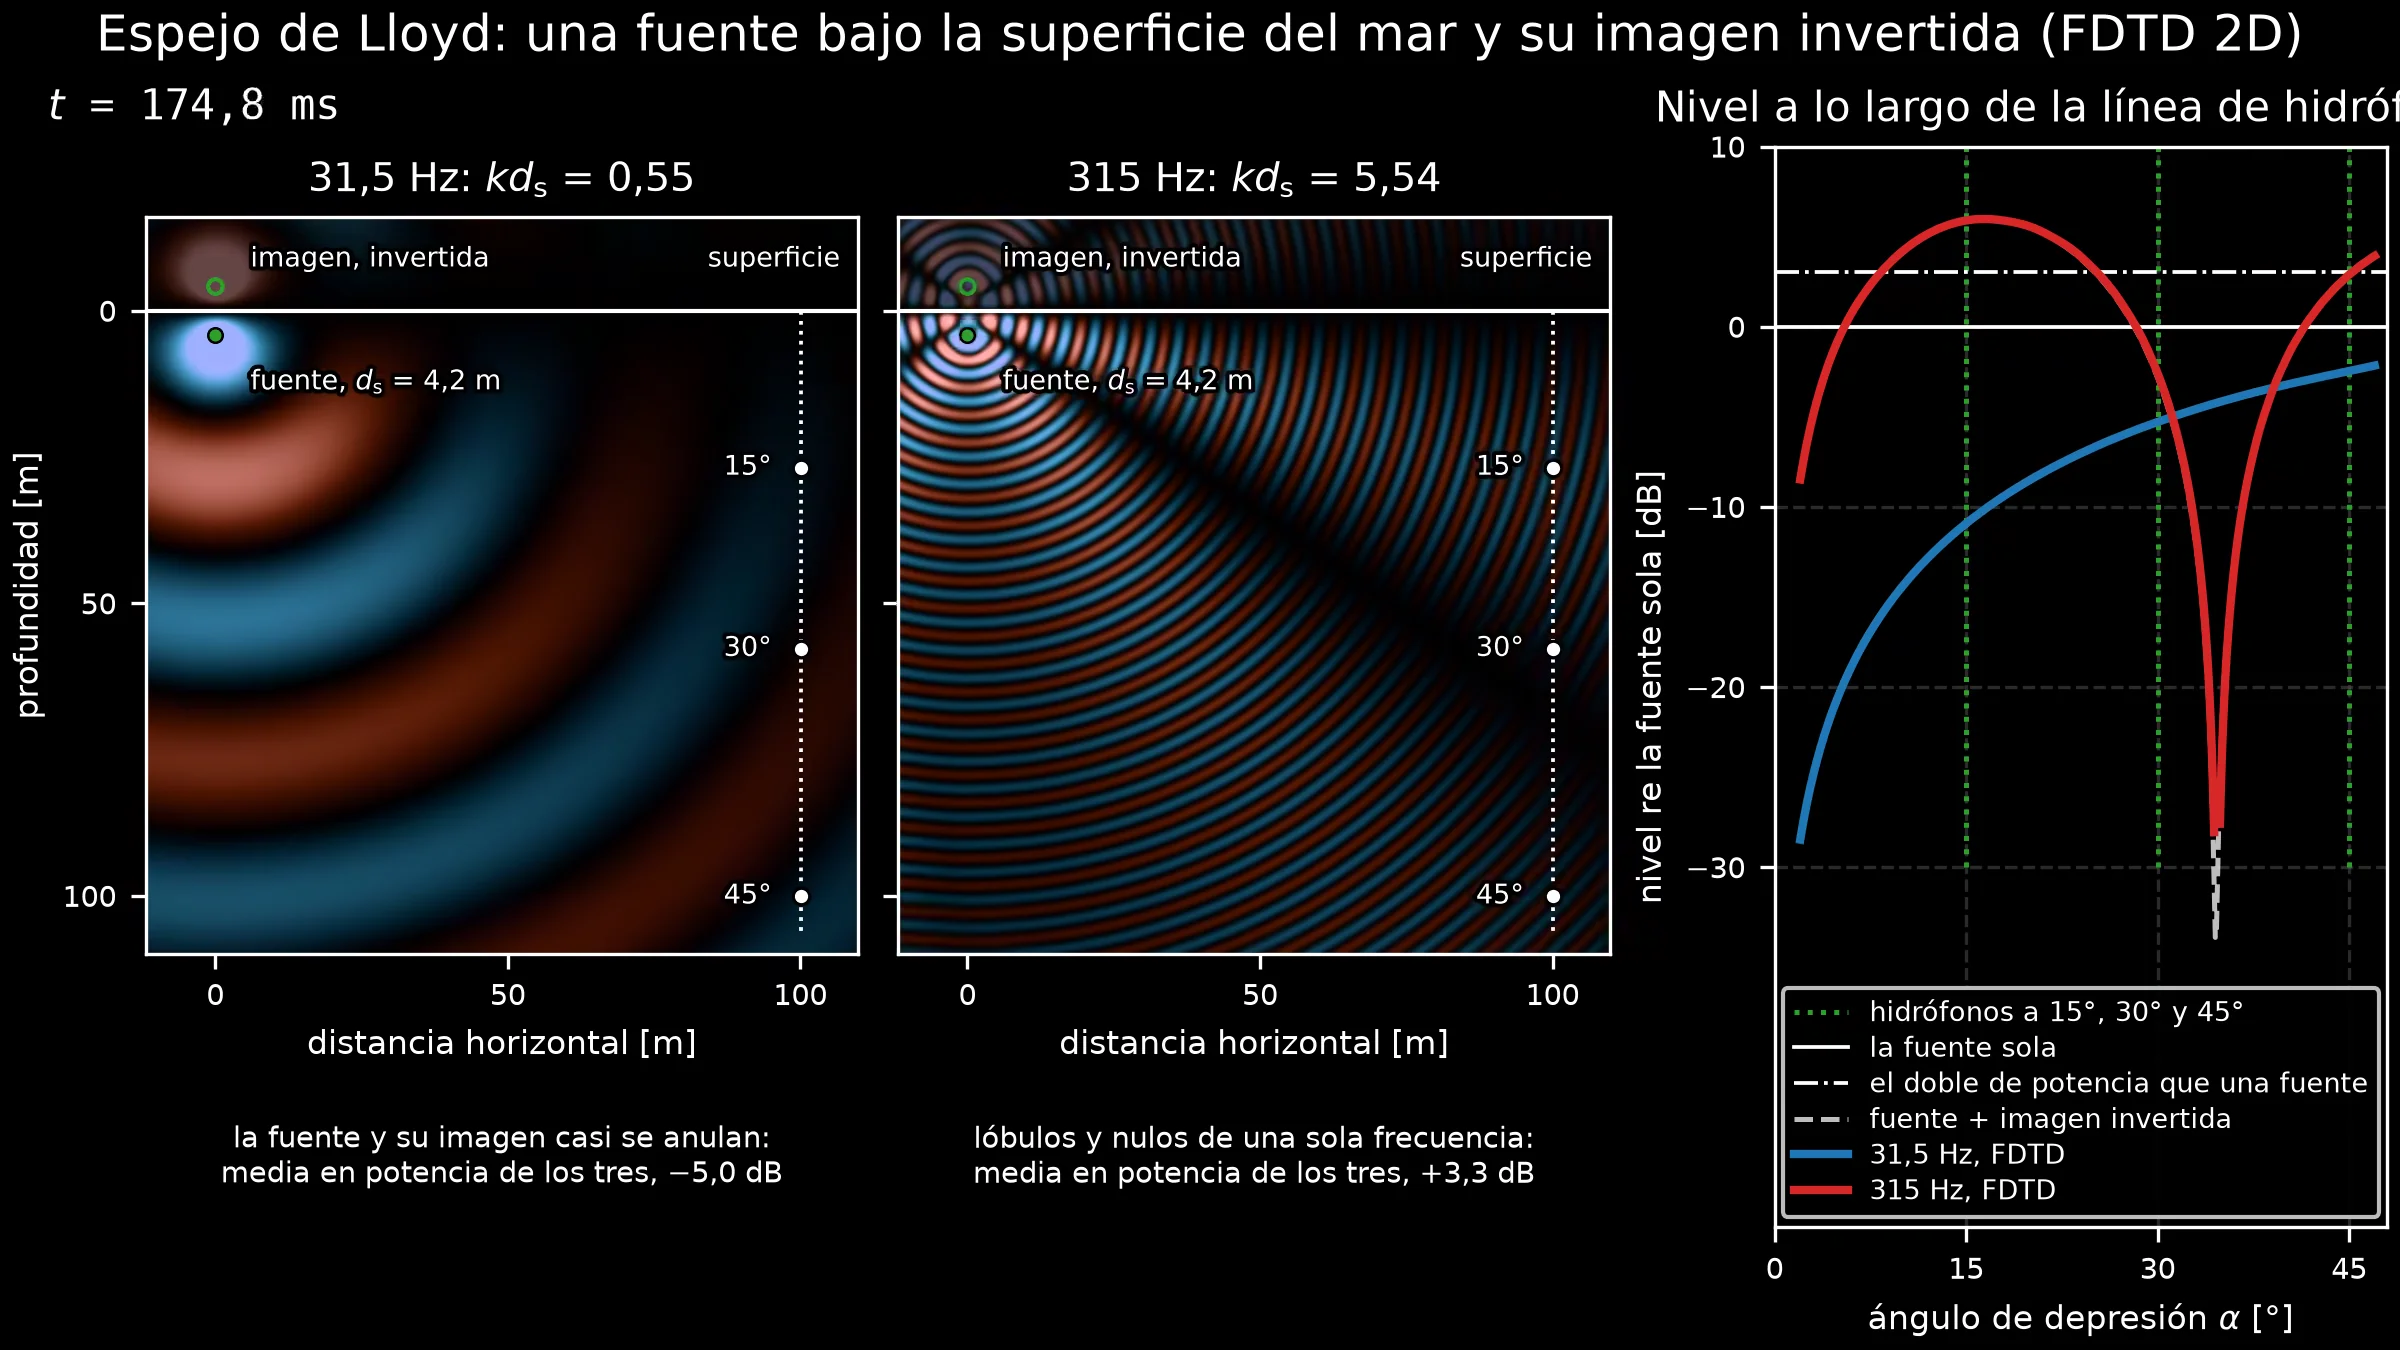 Espejo de Lloyd: una fuente bajo la superficie del mar y su imagen invertida (FDTD 2D)
t = 174,8 ms
31,5 Hz: kds = 0,55
imagen, invertida
superficie
fuente, ds = 4,2 m
15°
30°
45°
0
50
100
profundidad [m]
0
50
100
distancia horizontal [m]
la fuente y su imagen casi se anulan:
media en potencia de los tres, −5,0 dB
315 Hz: kds = 5,54
imagen, invertida
superficie
fuente, ds = 4,2 m
15°
30°
45°
0
50
100
distancia horizontal [m]
lóbulos y nulos de una sola frecuencia:
media en potencia de los tres, +3,3 dB
Nivel a lo largo de la línea de hidróf
10
0
−10
−20
−30
nivel re la fuente sola [dB]
hidrófonos a 15°, 30° y 45°
la fuente sola
el doble de potencia que una fuente
fuente + imagen invertida
31,5 Hz, FDTD
315 Hz, FDTD
0
15
30
45
ángulo de depresión α [°]